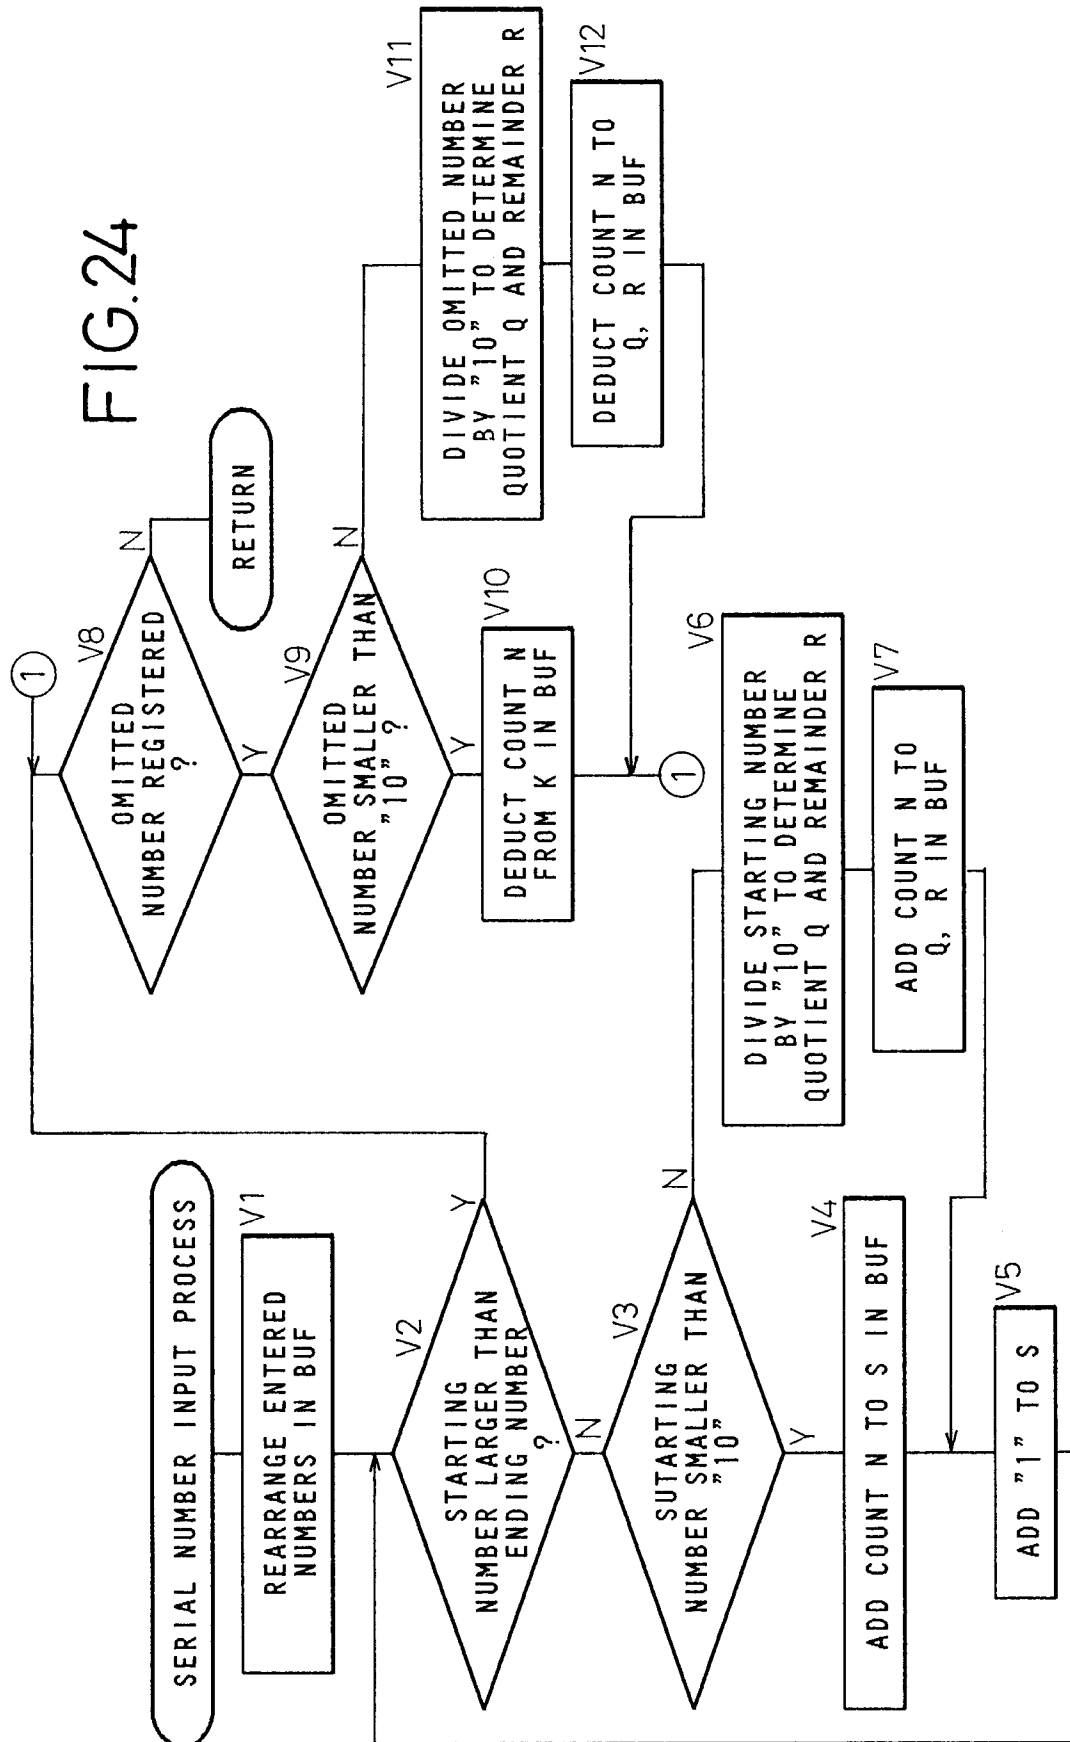 FIG.24
SERIAL NUMBER INPUT PROCESS
V1
REARRANGE ENTERED
NUMBERS IN BUF
V2
STARTING
NUMBER LARGER THAN
ENDING NUMBER
?
Y
N
V3
SUTARTING
NUMBER SMALLER THAN
"10"
N
Y
V4
ADD COUNT N TO S IN BUF
V5
ADD "1" TO S
V6
DIVIDE STARTING NUMBER
BY "10" TO DETERMINE
QUOTIENT Q AND REMAINDER R
V7
ADD COUNT N TO
Q, R IN BUF
1
V8
OMITTED
NUMBER REGISTERED
?
N
RETURN
Y
V9
OMITTED
NUMBER SMALLER THAN
"10" ?
N
Y
V10
DEDUCT COUNT N
FROM K IN BUF
1
V11
DIVIDE OMITTED NUMBER
BY "10" TO DETERMINE
QUOTIENT Q AND REMAINDER R
V12
DEDUCT COUNT N TO
Q, R IN BUF